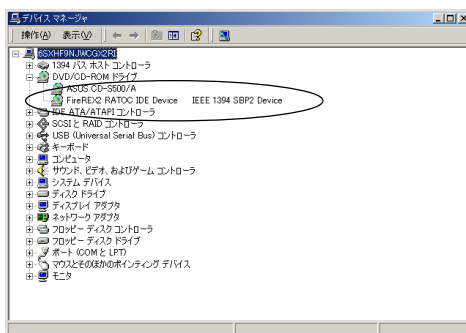 デバイス マネージャ
操作(A) 表示(V)
6SXHF9NJWCGX2RI
1394 バス ホスト コントローラ
DVD/CD-ROM ドライブ
ASUS CD-S500/A
FireREX2 RATOC IDE Device IEEE 1394 SBP2 Device
IDE ATA/ATAPI コントローラ
SCSI と RAID コントローラ
USB (Universal Serial Bus) コントローラ
キーボード
コンピュータ
サウンド、ビデオ、およびゲーム コントローラ
システム デバイス
ディスク ドライブ
ディスプレイ アダプタ
ネットワーク アダプタ
フロッピー ディスク コントローラ
フロッピー ディスク ドライブ
ポート (COM と LPT)
マウスとそのほかのポインティング デバイス
モニタ